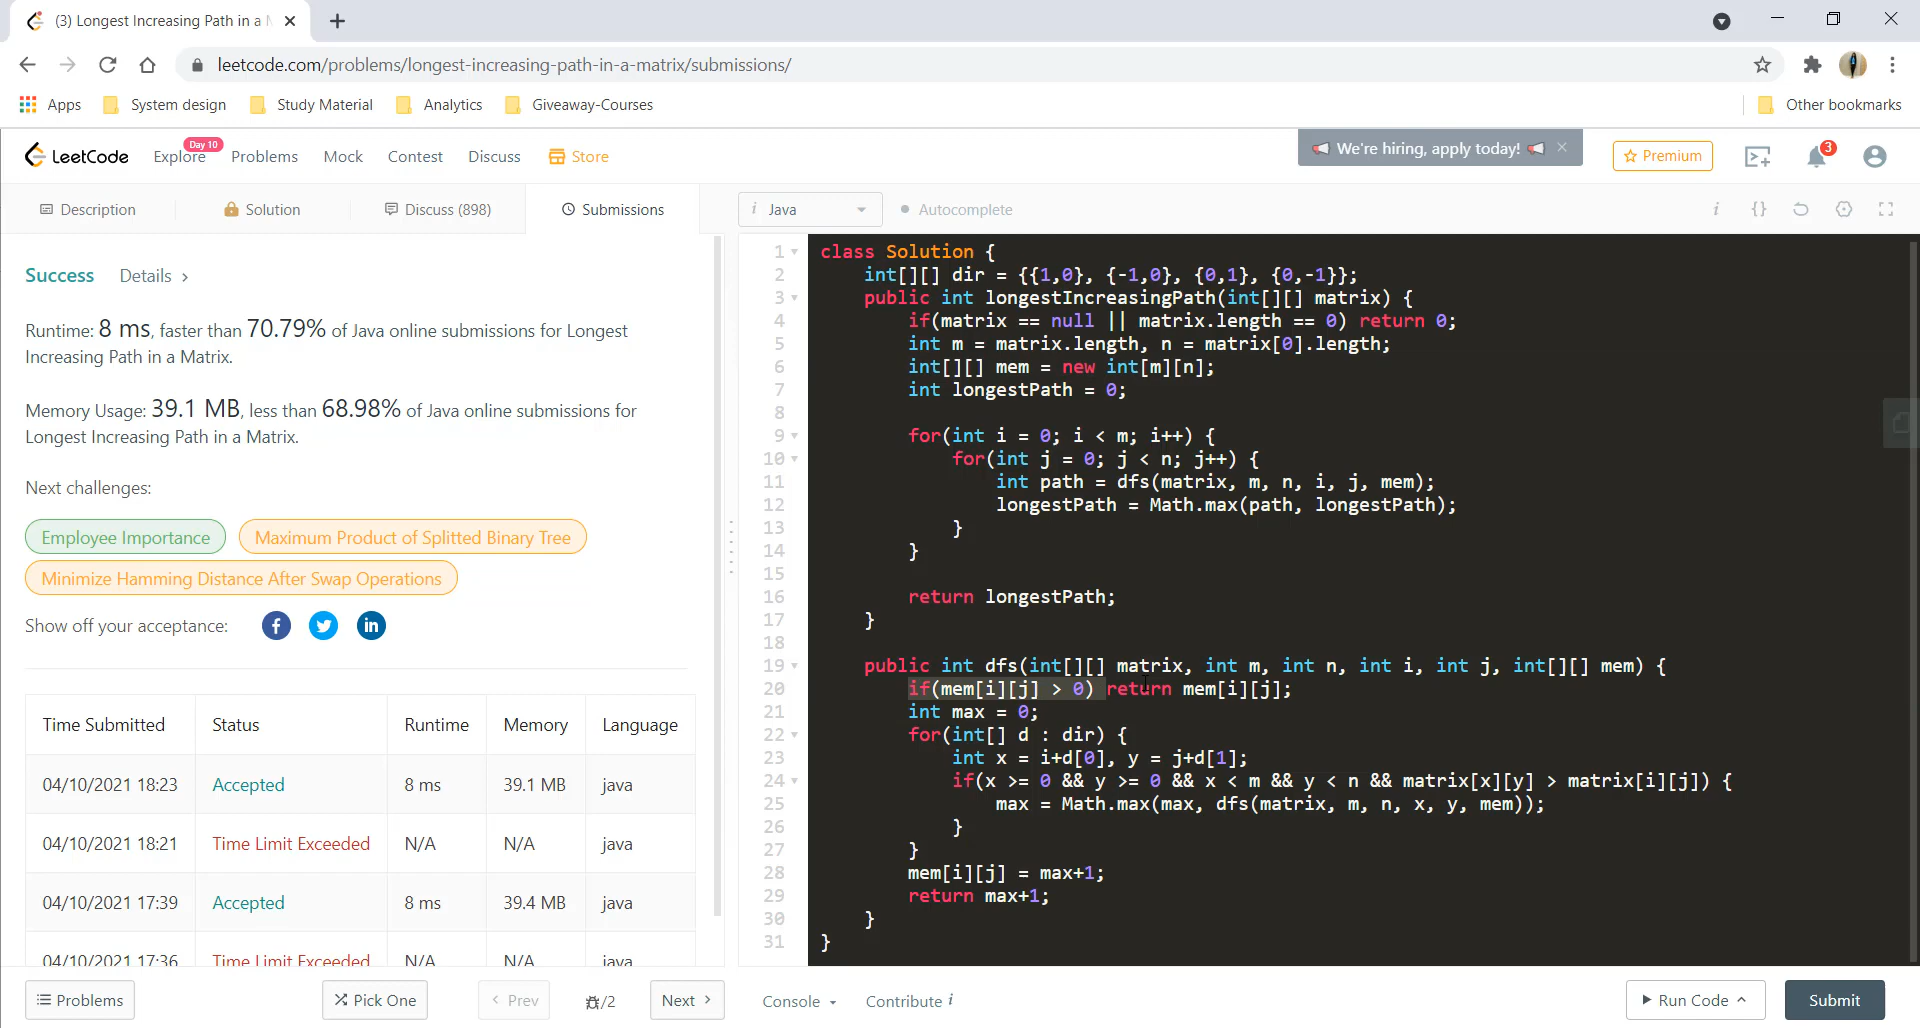 (3) Longest Increasing Path in a M
leetcode.com/problems/longest-increasing-path-in-a-matrix/submissions/
Apps
System design
Study Material
Analytics
Giveaway-Courses
Other bookmarks
LeetCode
Explore
Day 10
Problems
Mock
Contest
Discuss
Store
We're hiring, apply today!
Premium
3
Description
Solution
Discuss (898)
Submissions
i Java
Autocomplete
Success
Details >
Runtime: 8 ms, faster than 70.79% of Java online submissions for Longest
Increasing Path in a Matrix.
Memory Usage: 39.1 MB, less than 68.98% of Java online submissions for
Longest Increasing Path in a Matrix.
Next challenges:
Employee Importance
Maximum Product of Splitted Binary Tree
Minimize Hamming Distance After Swap Operations
Show off your acceptance:
Time Submitted Status Runtime Memory Language
04/10/2021 18:23 Accepted 8 ms 39.1 MB java
04/10/2021 18:21 Time Limit Exceeded N/A N/A java
04/10/2021 17:39 Accepted 8 ms 39.4 MB java
04/10/2021 17:36 Time Limit Exceeded N/A N/A java
1 class Solution {
2 int[][] dir = {{1,0}, {-1,0}, {0,1}, {0,-1}};
3 public int longestIncreasingPath(int[][] matrix) {
4 if(matrix == null || matrix.length == 0) return 0;
5 int m = matrix.length, n = matrix[0].length;
6 int[][] mem = new int[m][n];
7 int longestPath = 0;
8
9 for(int i = 0; i < m; i++) {
10 for(int j = 0; j < n; j++) {
11 int path = dfs(matrix, m, n, i, j, mem);
12 longestPath = Math.max(path, longestPath);
13 }
14 }
15
16 return longestPath;
17 }
18
19 public int dfs(int[][] matrix, int m, int n, int i, int j, int[][] mem) {
20 if(mem[i][j] > 0) return mem[i][j];
21 int max = 0;
22 for(int[] d : dir) {
23 int x = i+d[0], y = j+d[1];
24 if(x >= 0 && y >= 0 && x < m && y < n && matrix[x][y] > matrix[i][j]) {
25 max = Math.max(max, dfs(matrix, m, n, x, y, mem));
26 }
27 }
28 mem[i][j] = max+1;
29 return max+1;
30 }
31 }
Problems
Pick One
< Prev
/2
Next >
Console
Contribute i
Run Code
Submit